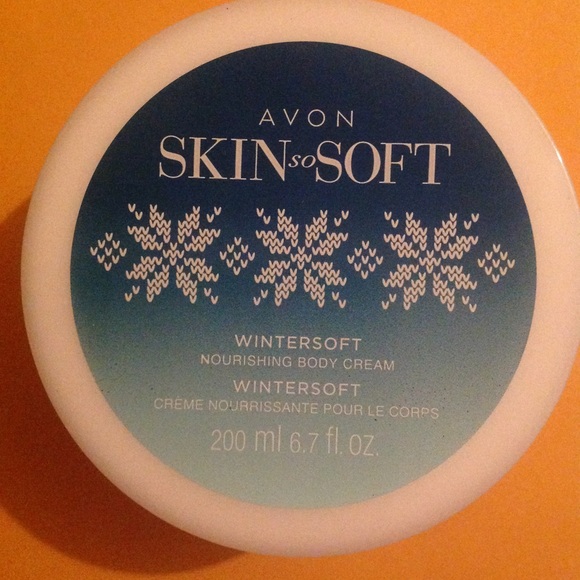 AVON
SKIN so SOFT
WINTERSOFT
NOURISHING BODY CREAM
WINTERSOFT
CRÈME NOURRISSANTE POUR LE CORPS
200 ml 6.7 fl. oz.